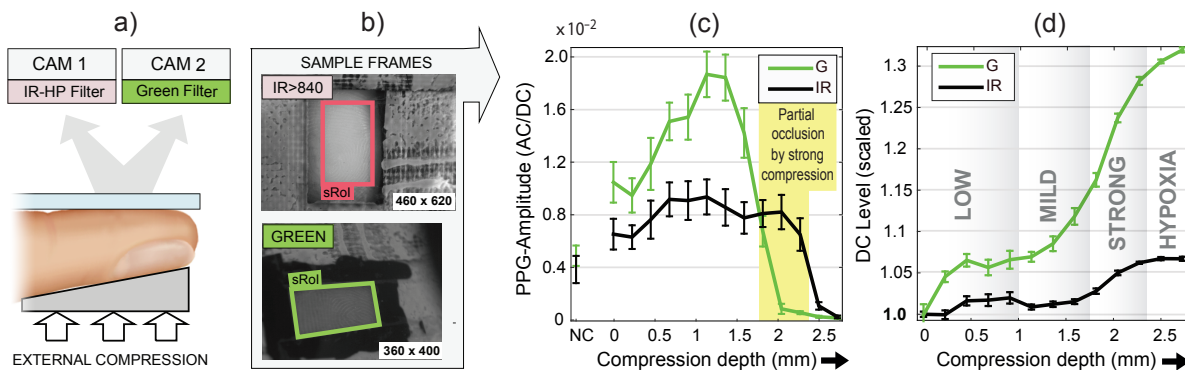 a)
CAM 1
CAM 2
IR-HP Filter
Green Filter
EXTERNAL COMPRESSION
b)
SAMPLE FRAMES
IR>840
sRoI
460 x 620
GREEN
sRoI
360 x 400
(c)
×10⁻²
PPG-Amplitude (AC/DC)
2.0
1.6
1.2
0.8
0.4
0
G
IR
Partial
occlusion
by strong
compression
NC 0 0.5 1 1.5 2 2.5
Compression depth (mm)
(d)
DC Level (scaled)
1.3
1.25
1.2
1.15
1.1
1.05
1.0
G
IR
LOW
MILD
STRONG
HYPOXIA
0 0.5 1 1.5 2 2.5
Compression depth (mm)